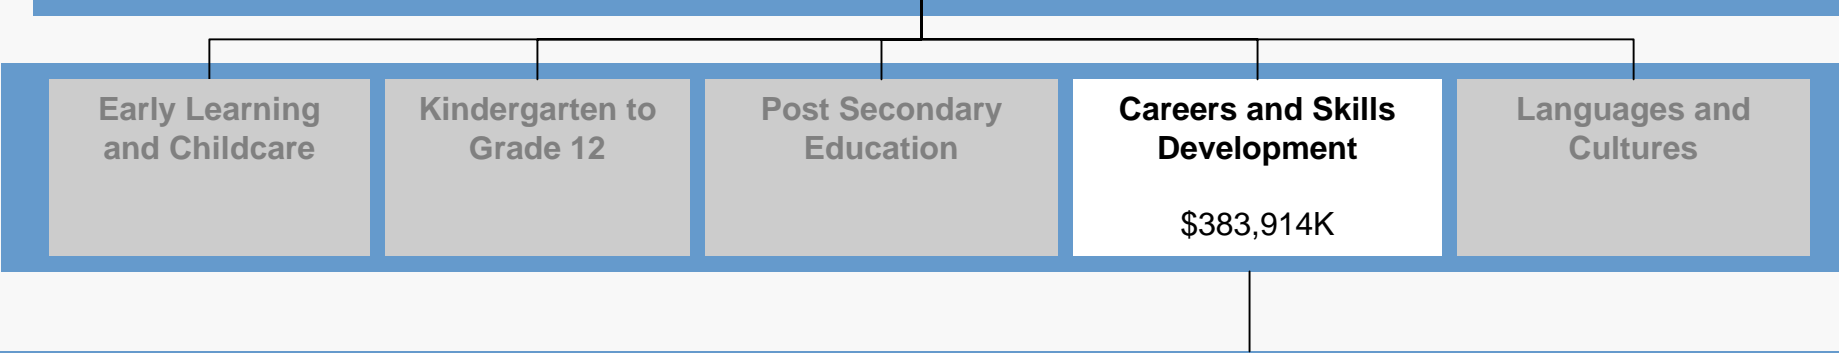 Early Learning
and Childcare
Kindergarten to
Grade 12
Post Secondary
Education
Careers and Skills
Development
$383,914K
Languages and
Cultures